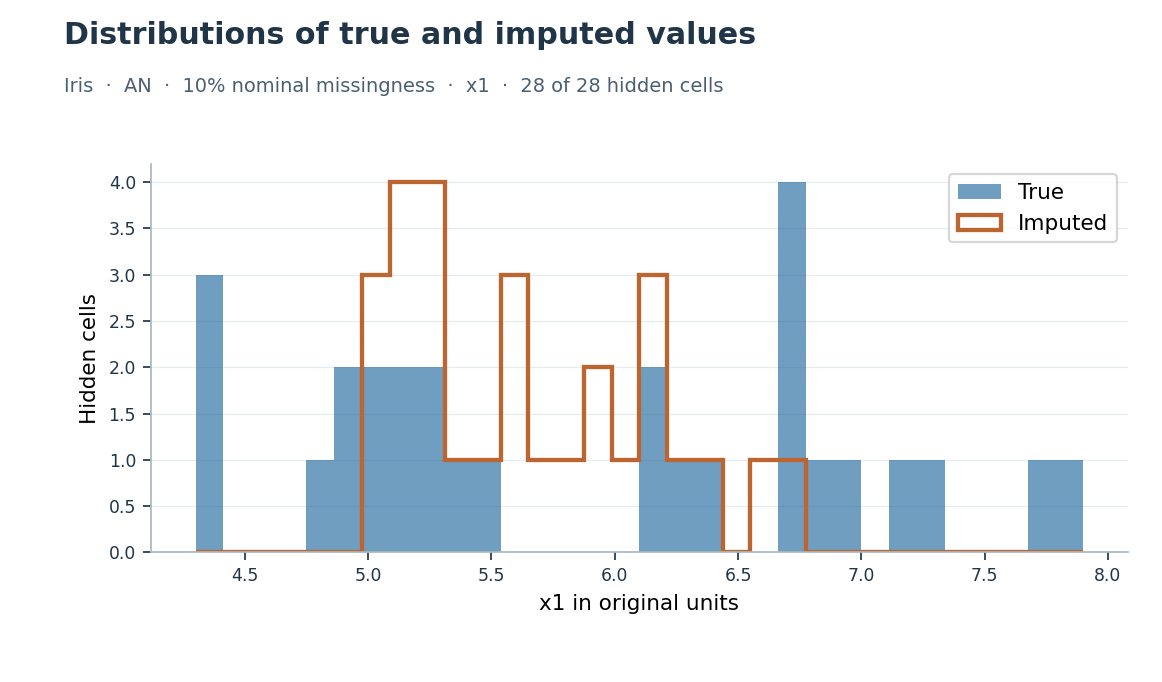 Distributions of true and imputed values
Iris · AN · 10% nominal missingness · x1 · 28 of 28 hidden cells
4.0
3.5
3.0
2.5
2.0
1.5
1.0
0.5
0.0
Hidden cells
True
Imputed
4.5 5.0 5.5 6.0 6.5 7.0 7.5 8.0
x1 in original units